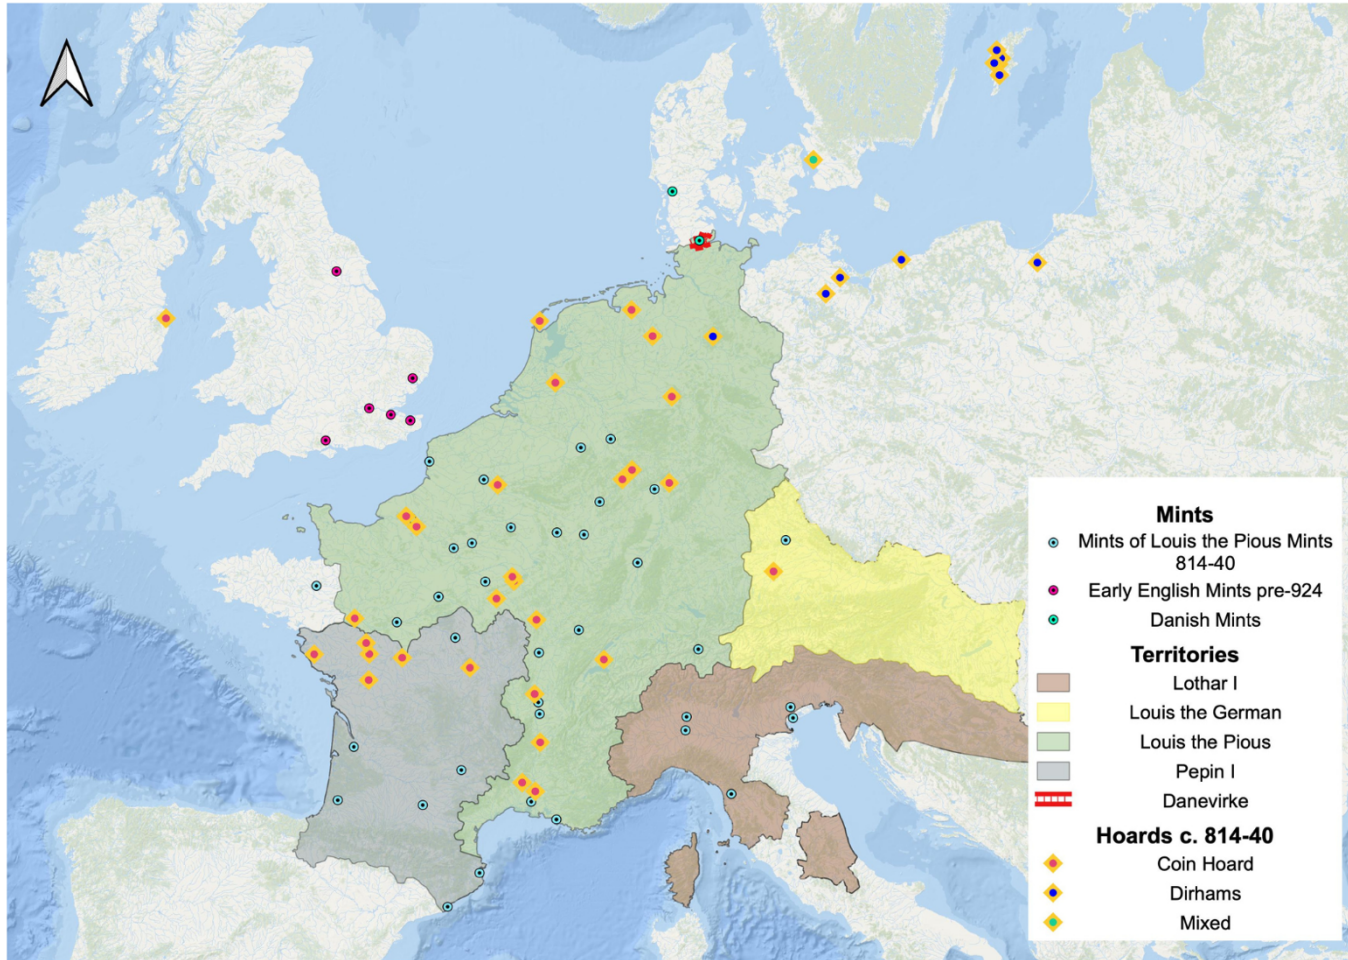 Mints
Mints of Louis the Pious Mints
814-40
Early English Mints pre-924
Danish Mints
Territories
Lothar I
Louis the German
Louis the Pious
Pepin I
Danevirke
Hoards c. 814-40
Coin Hoard
Dirhams
Mixed